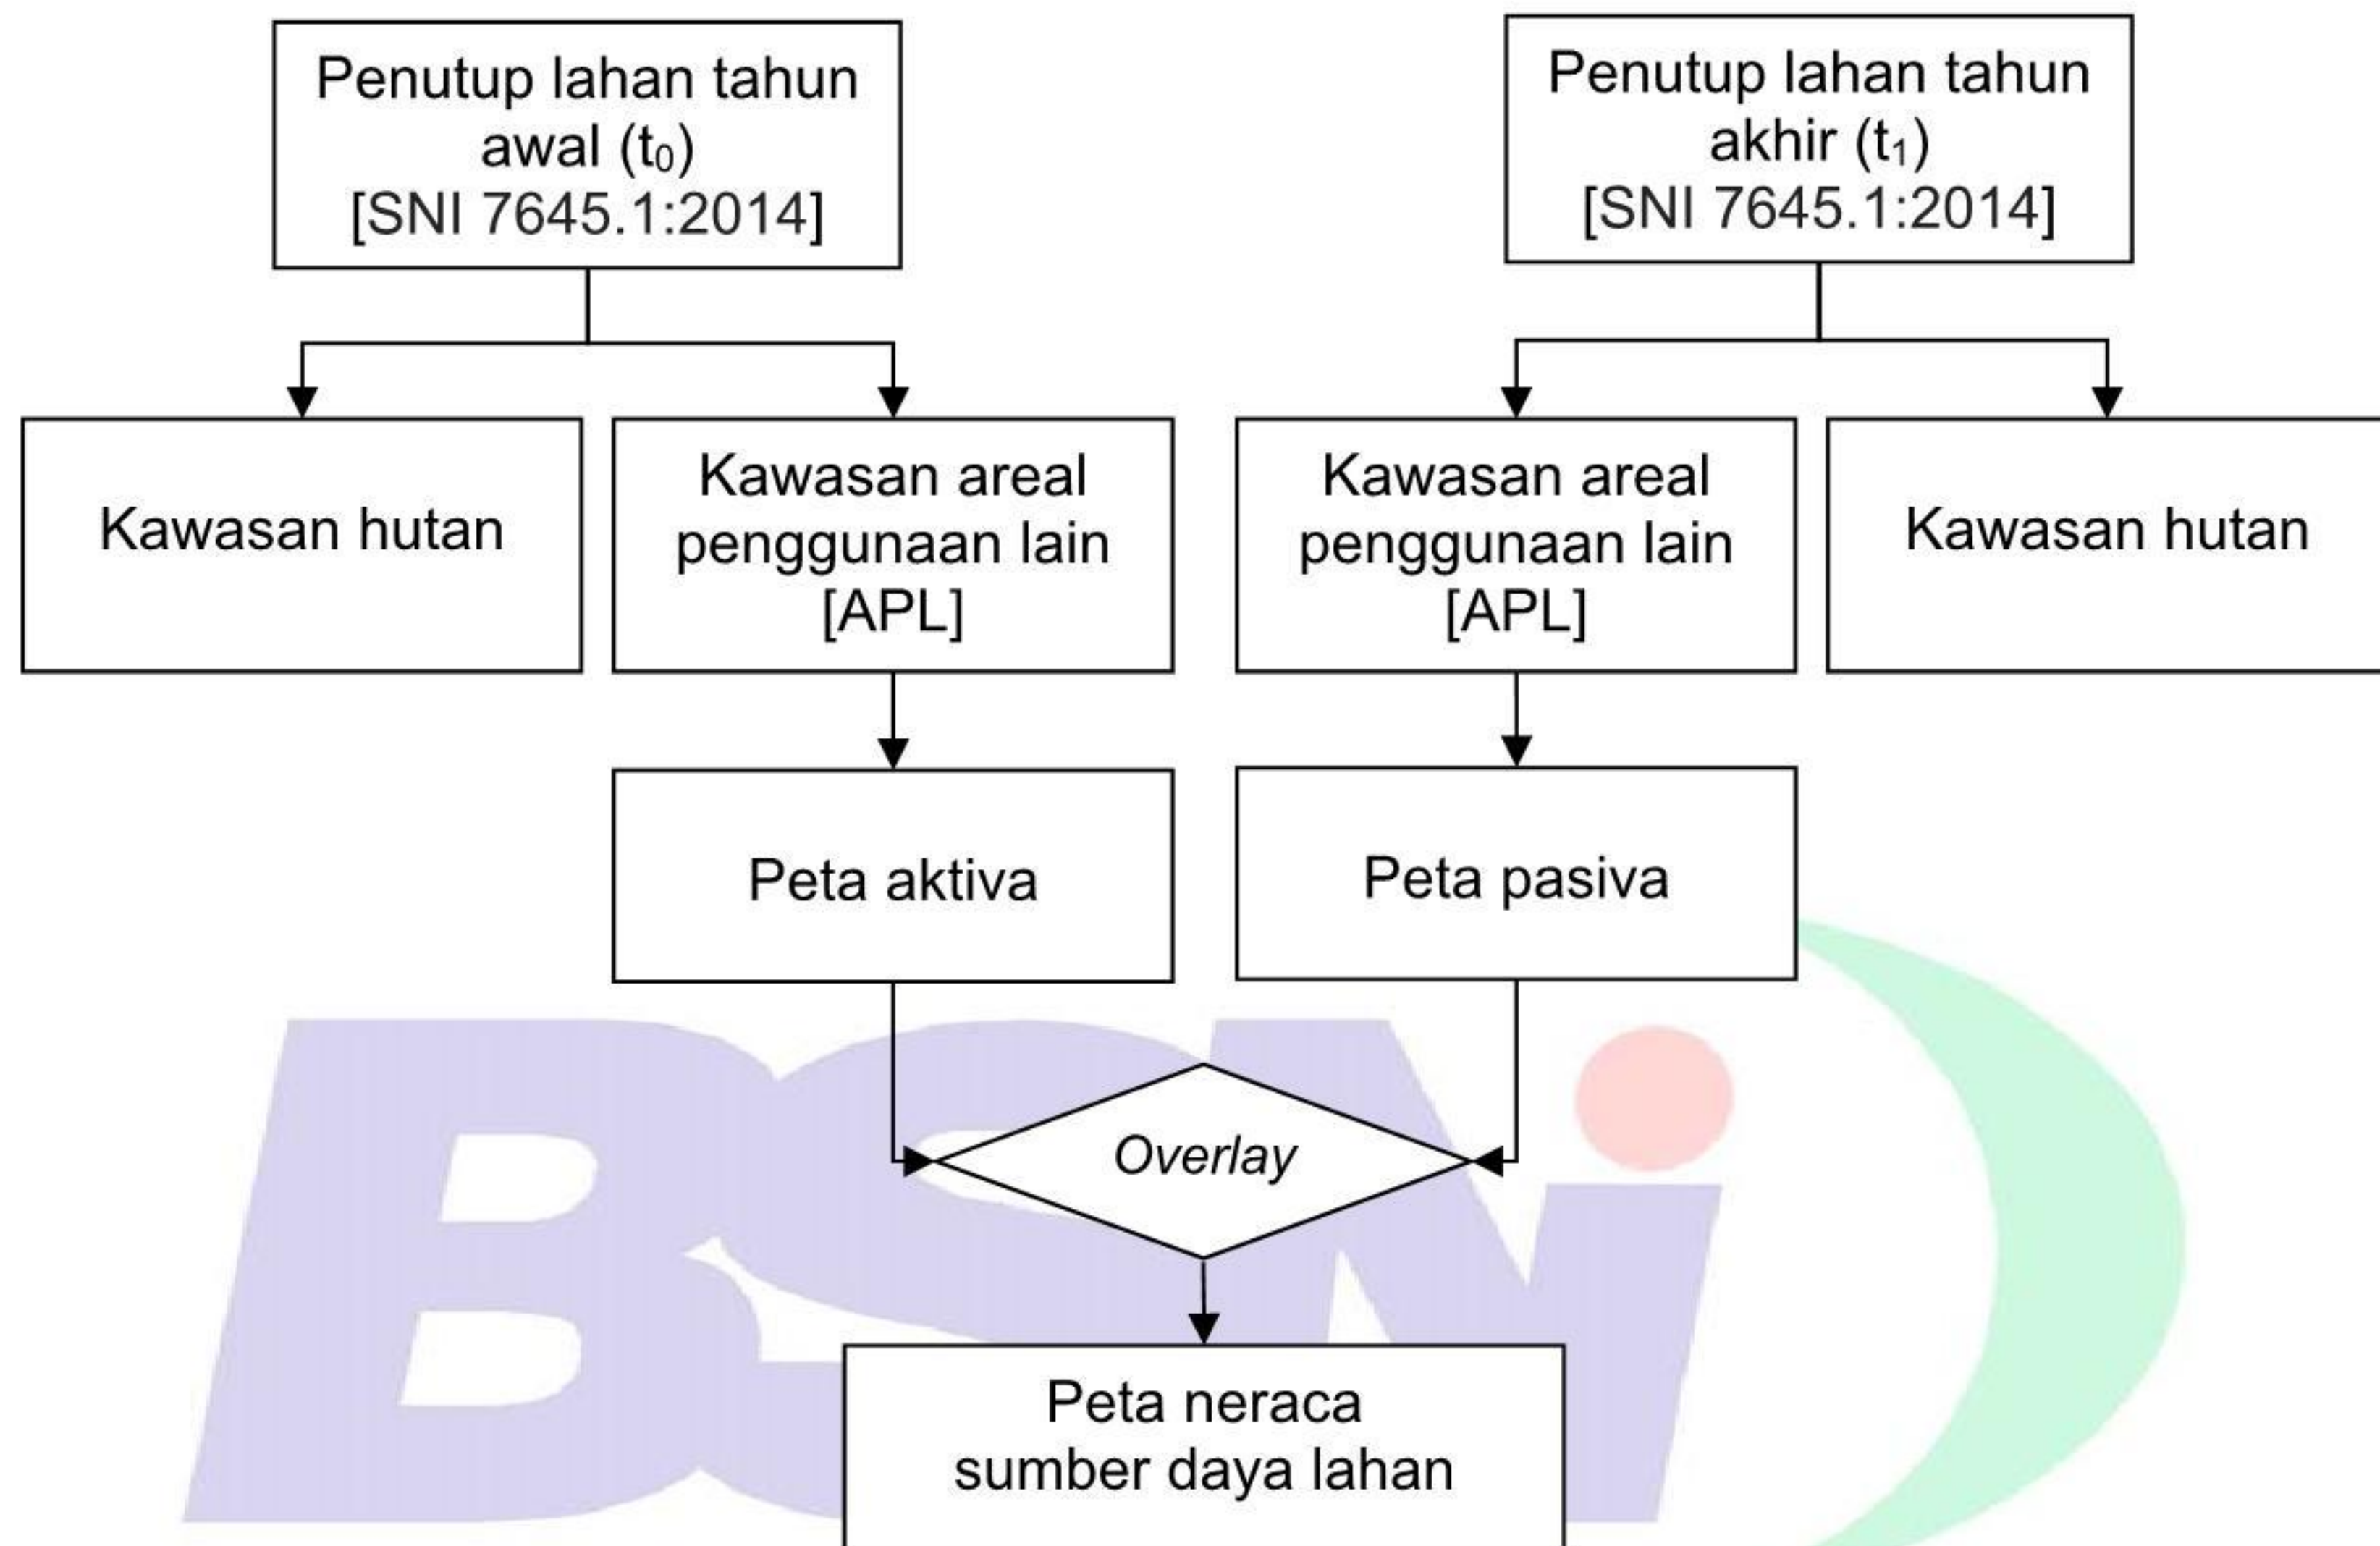 Penutup lahan tahun
awal (t₀)
[SNI 7645.1:2014]
Penutup lahan tahun
akhir (t₁)
[SNI 7645.1:2014]
Kawasan hutan
Kawasan areal
penggunaan lain
[APL]
Kawasan areal
penggunaan lain
[APL]
Kawasan hutan
Peta aktiva
Peta pasiva
Overlay
Peta neraca
sumber daya lahan
BSNi